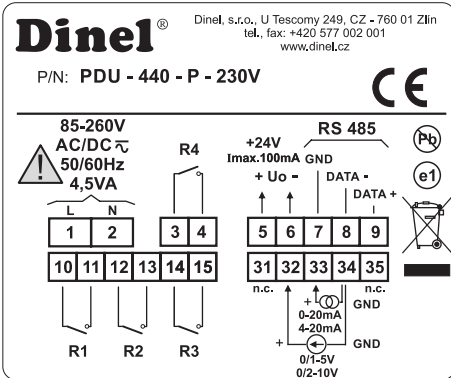 Dinel®
Dinel, s.r.o., U Tescomy 249, CZ - 760 01 Zlín
tel., fax: +420 577 002 001
www.dinel.cz
P/N: PDU - 440 - P - 230V
CE
85-260V
AC/DC
50/60Hz
4,5VA
R4
+24V
Imax.100mA
+ Uo -
RS 485
GND
DATA -
DATA +
Pb
e1
L N
1 2 3 4 5 6 7 8 9
10 11 12 13 14 15 31 32 33 34 35
n.c. n.c.
+ GND
0-20mA
4-20mA
+ GND
0/1-5V
0/2-10V
R1 R2 R3